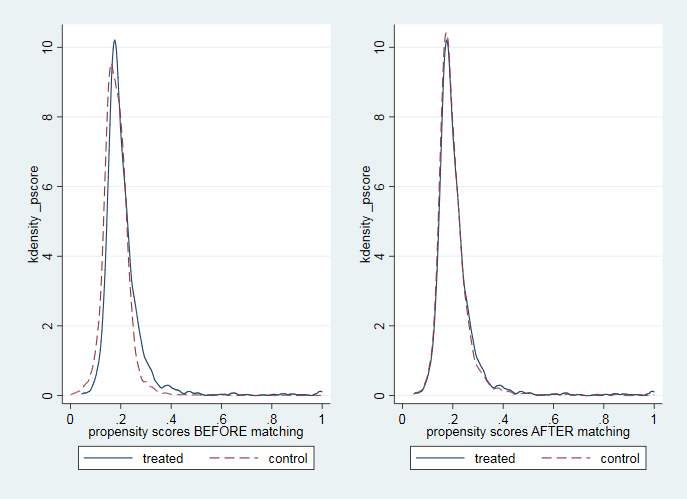 kdensity _pscore
0 2 4 6 8 10
0 .2 .4 .6 .8 1
propensity scores BEFORE matching
treated control
kdensity _pscore
0 2 4 6 8 10
0 .2 .4 .6 .8 1
propensity scores AFTER matching
treated control